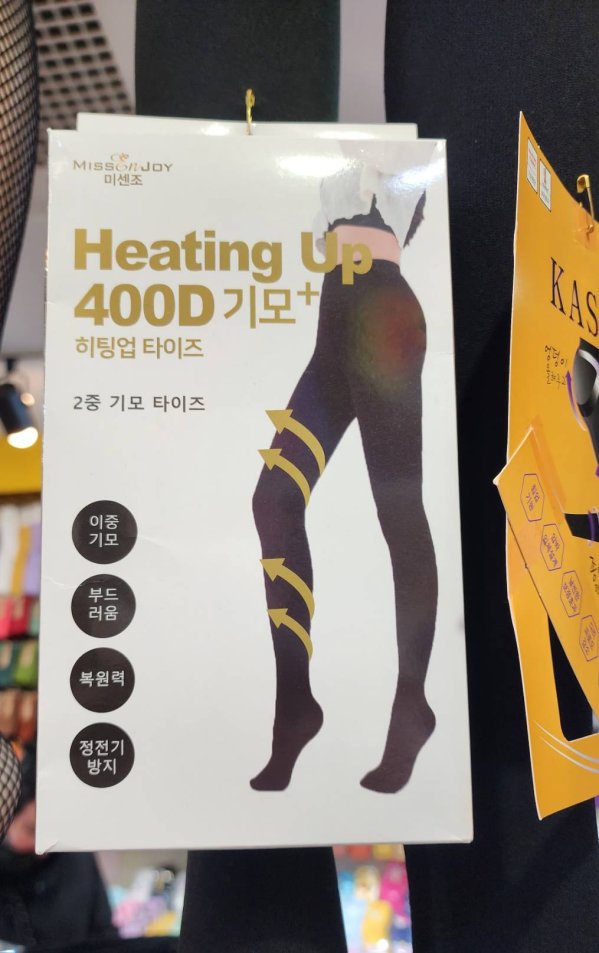 MISSENJOY
미센조
Heating Up
400D 기모+
히팅업 타이즈
2중 기모 타이즈
이중
기모
부드
러움
복원력
정전기
방지
KAS